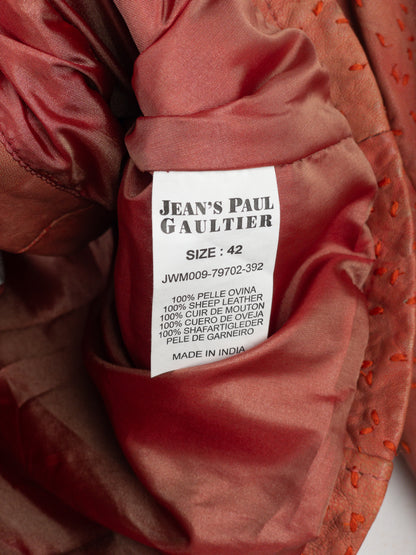 JEAN'S PAUL
GAULTIER
SIZE : 42
JWM009-79702-392
100% PELLE OVINA
100% SHEEP LEATHER
100% CUIR DE MOUTON
100% CUERO DE OVEJA
100% SHAFARTIGLEDER
PELE DE GARNEIRO
MADE IN INDIA